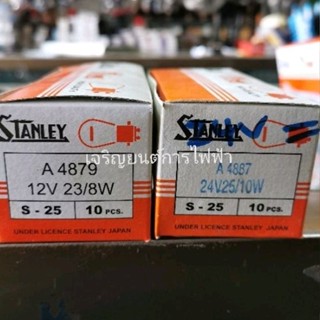 STANLEY
A 4879
12V 23/8W
S - 25
10 PCS.
UNDER LICENCE STANLEY JAPAN
STANLEY
A 4887
24V25/10W
S - 25
10 PCS.
UNDER LICENCE STANLEY JAPAN
เจริญยนต์การไฟฟ้า